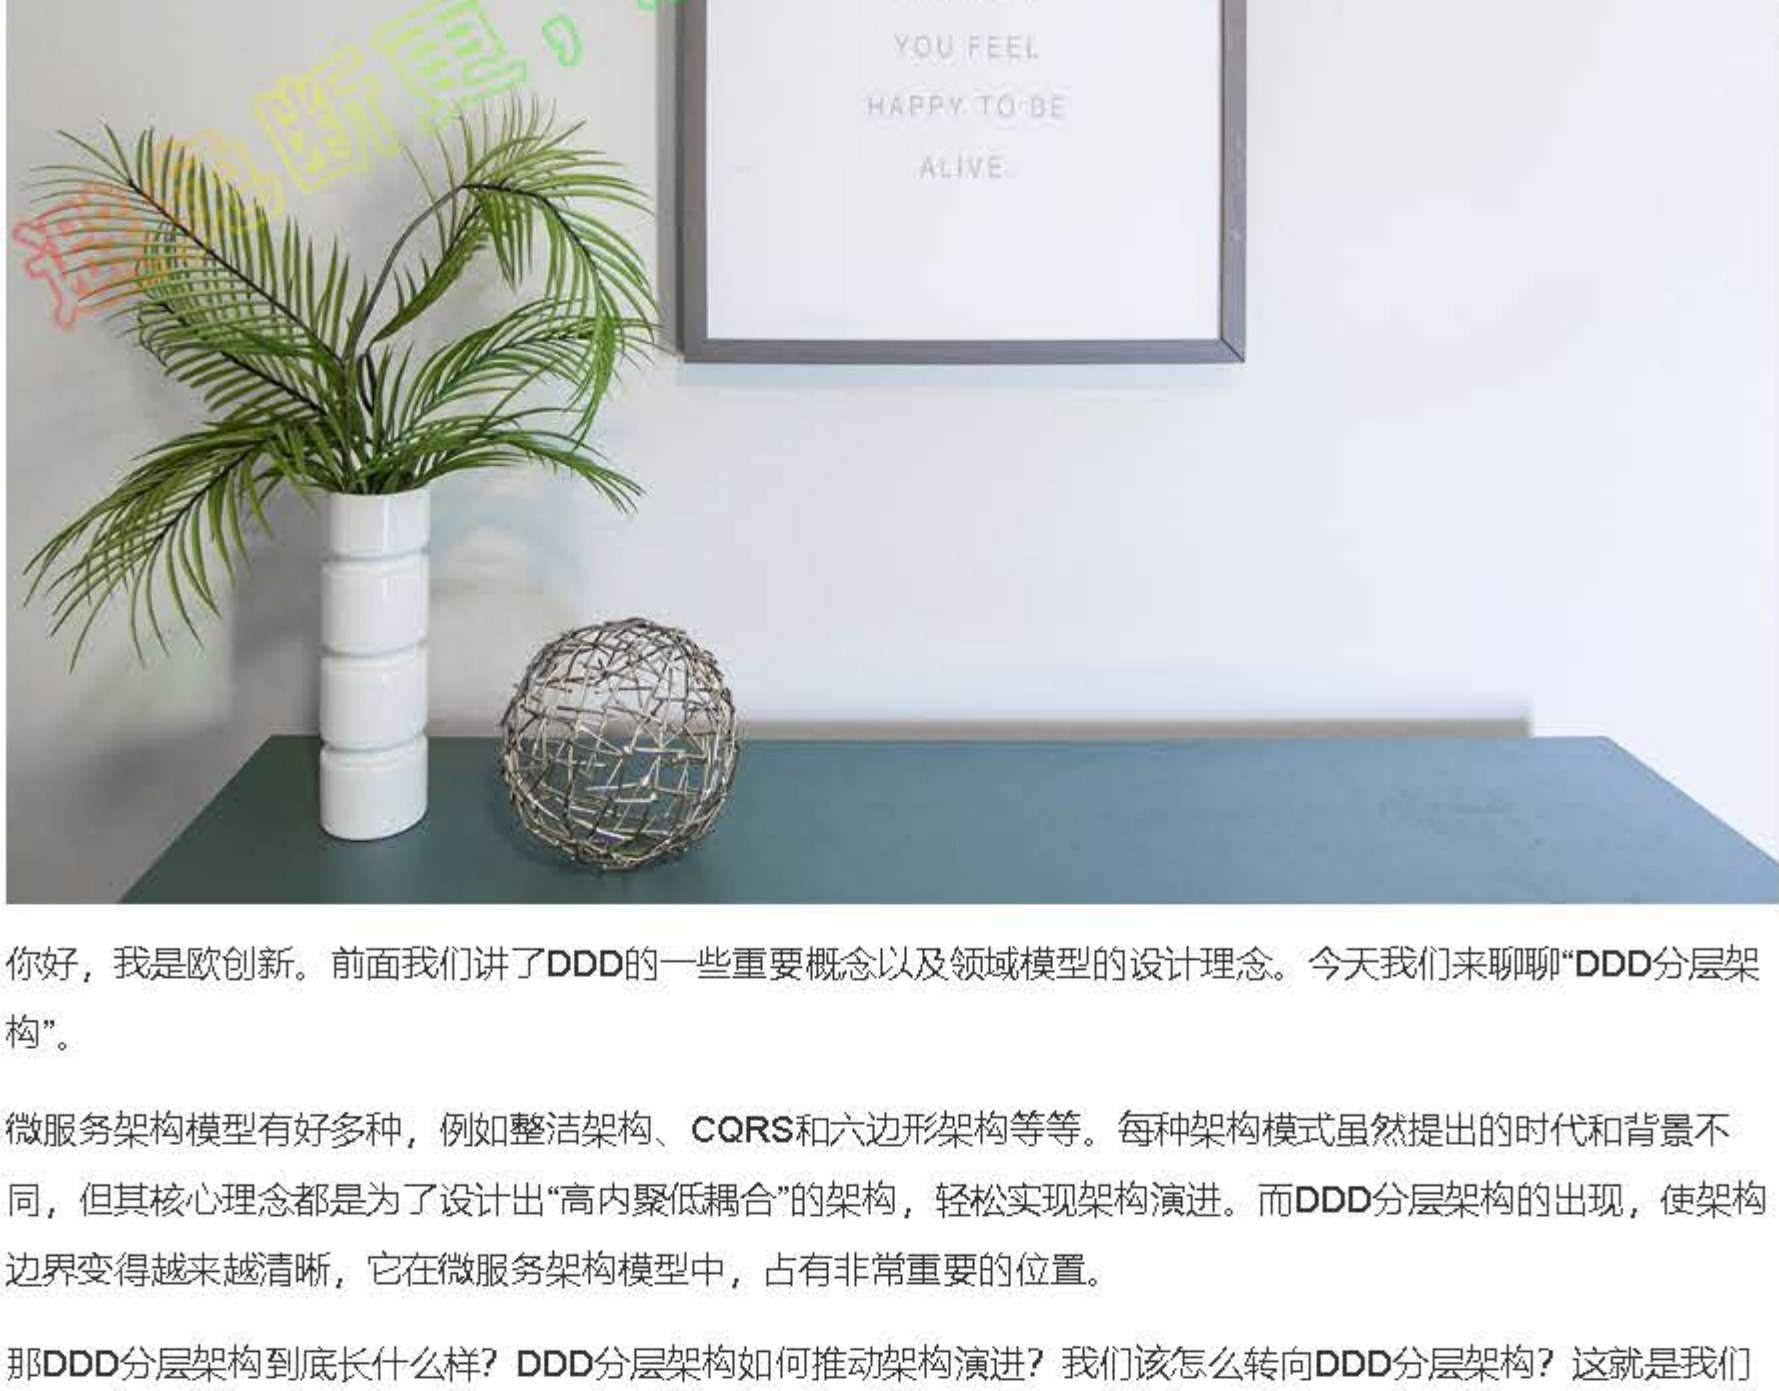 YOU FEEL
HAPPY TO BE
ALIVE.
断更，
你好，我是欧创新。前面我们讲了DDD的一些重要概念以及领域模型的设计理念。今天我们来聊聊“DDD分层架
构”。
微服务架构模型有好多种，例如整洁架构、CQRS和六边形架构等等。每种架构模式虽然提出的时代和背景不
同，但其核心理念都是为了设计出“高内聚低耦合”的架构，轻松实现架构演进。而DDD分层架构的出现，使架构
边界变得越来越清晰，它在微服务架构模型中，占有非常重要的位置。
那DDD分层架构到底长什么样？DDD分层架构如何推动架构演进？我们该怎么转向DDD分层架构？这就是我们